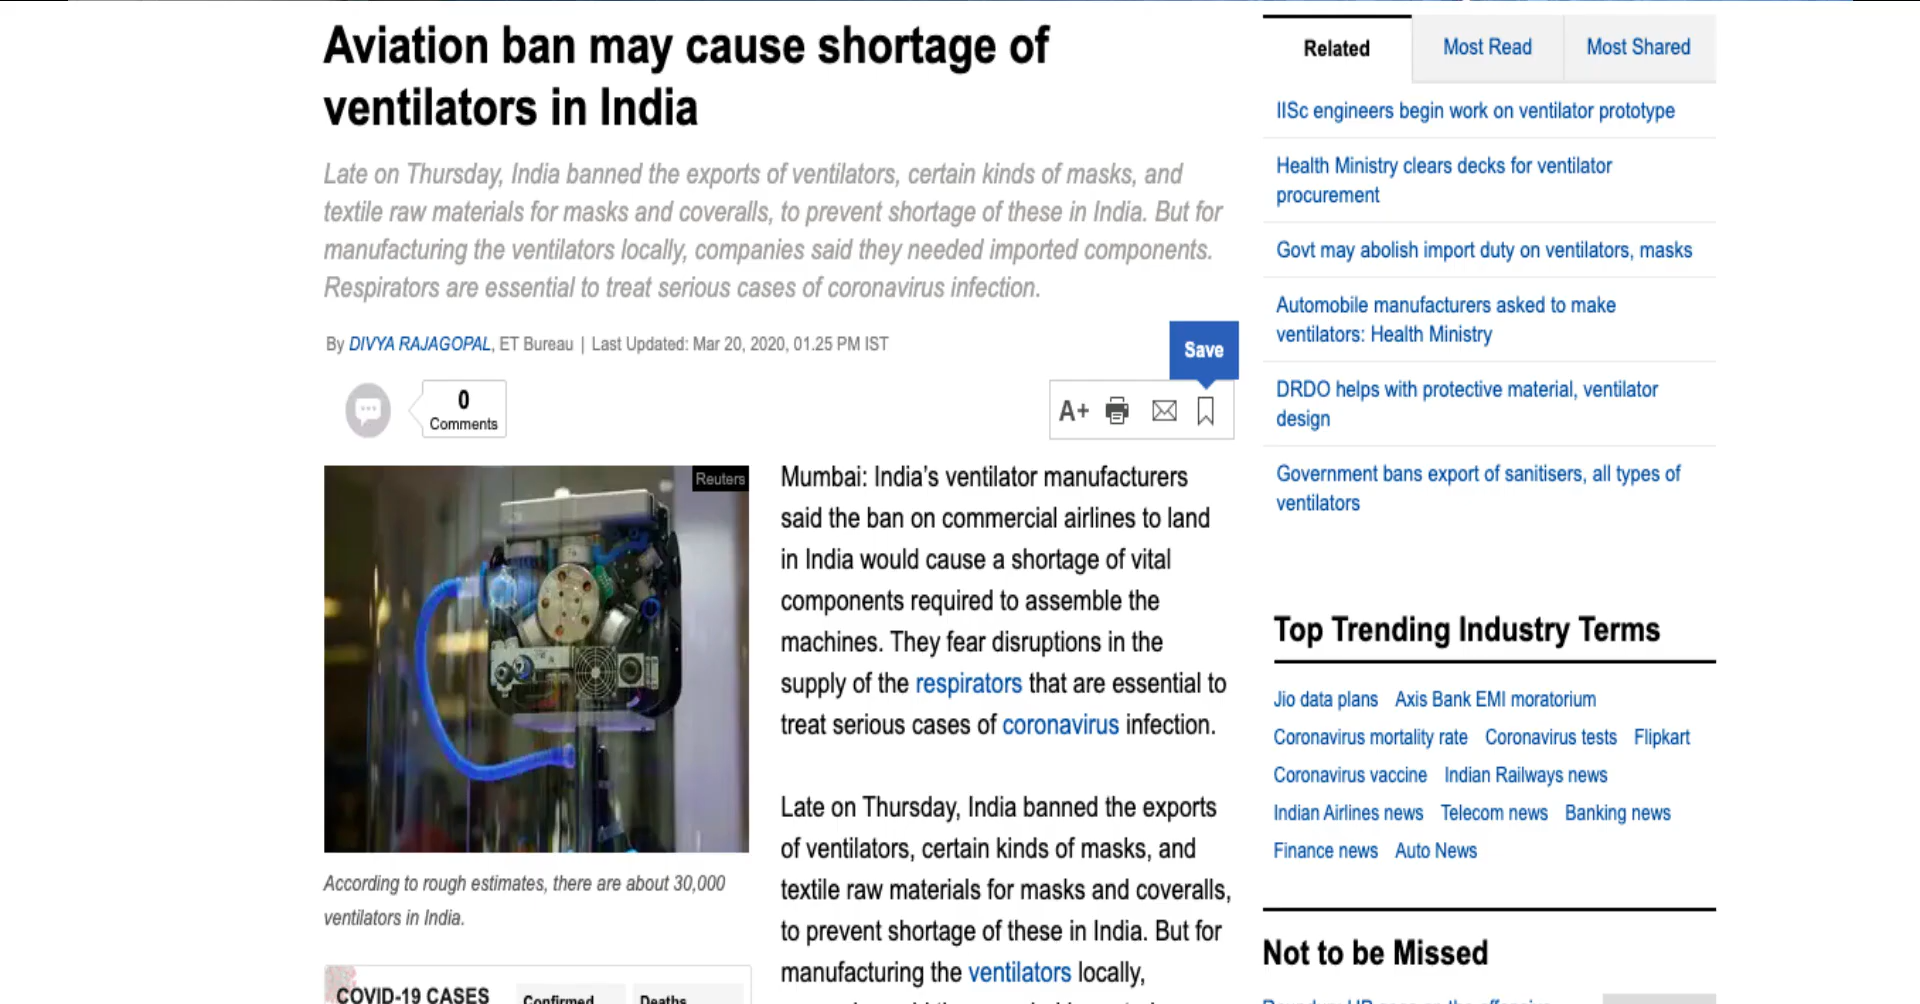 Aviation ban may cause shortage of
ventilators in India
Late on Thursday, India banned the exports of ventilators, certain kinds of masks, and
textile raw materials for masks and coveralls, to prevent shortage of these in India. But for
manufacturing the ventilators locally, companies said they needed imported components.
Respirators are essential to treat serious cases of coronavirus infection.
By DIVYA RAJAGOPAL, ET Bureau | Last Updated: Mar 20, 2020, 01.25 PM IST
Save
0
Comments
A+
Reuters
According to rough estimates, there are about 30,000
ventilators in India.
COVID-19 CASES
Confirmed
Deaths
Mumbai: India's ventilator manufacturers
said the ban on commercial airlines to land
in India would cause a shortage of vital
components required to assemble the
machines. They fear disruptions in the
supply of the respirators that are essential to
treat serious cases of coronavirus infection.
Late on Thursday, India banned the exports
of ventilators, certain kinds of masks, and
textile raw materials for masks and coveralls,
to prevent shortage of these in India. But for
manufacturing the ventilators locally,
Related
Most Read
Most Shared
IISc engineers begin work on ventilator prototype
Health Ministry clears decks for ventilator
procurement
Govt may abolish import duty on ventilators, masks
Automobile manufacturers asked to make
ventilators: Health Ministry
DRDO helps with protective material, ventilator
design
Government bans export of sanitisers, all types of
ventilators
Top Trending Industry Terms
Jio data plans Axis Bank EMI moratorium
Coronavirus mortality rate Coronavirus tests Flipkart
Coronavirus vaccine Indian Railways news
Indian Airlines news Telecom news Banking news
Finance news Auto News
Not to be Missed